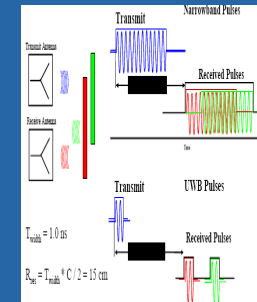 Narrowband Pulses
Transmit
Transmit Antenna
Received Pulses
Receive Antenna
Time
Transmit
UWB Pulses
Received Pulses
T_width = 1.0 ns
R_res = T_width * C / 2 = 15 cm